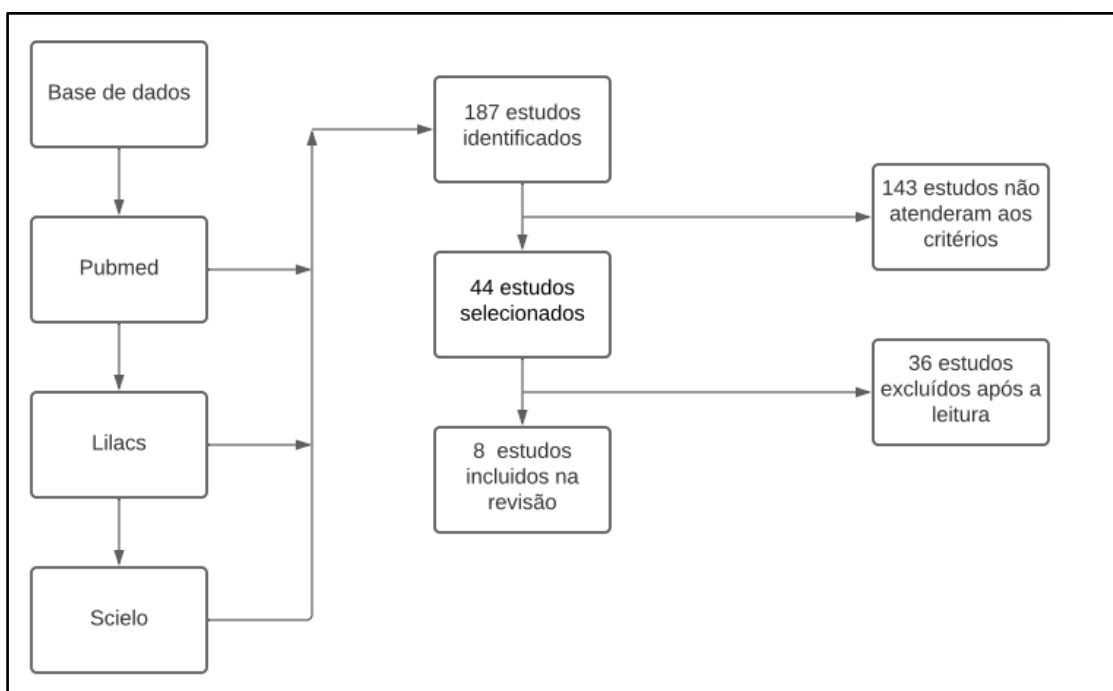 Base de dados
Pubmed
Lilacs
Scielo
187 estudos
identificados
143 estudos não
atenderam aos
critérios
44 estudos
selecionados
36 estudos
excluídos após a
leitura
8 estudos
incluidos na
revisão